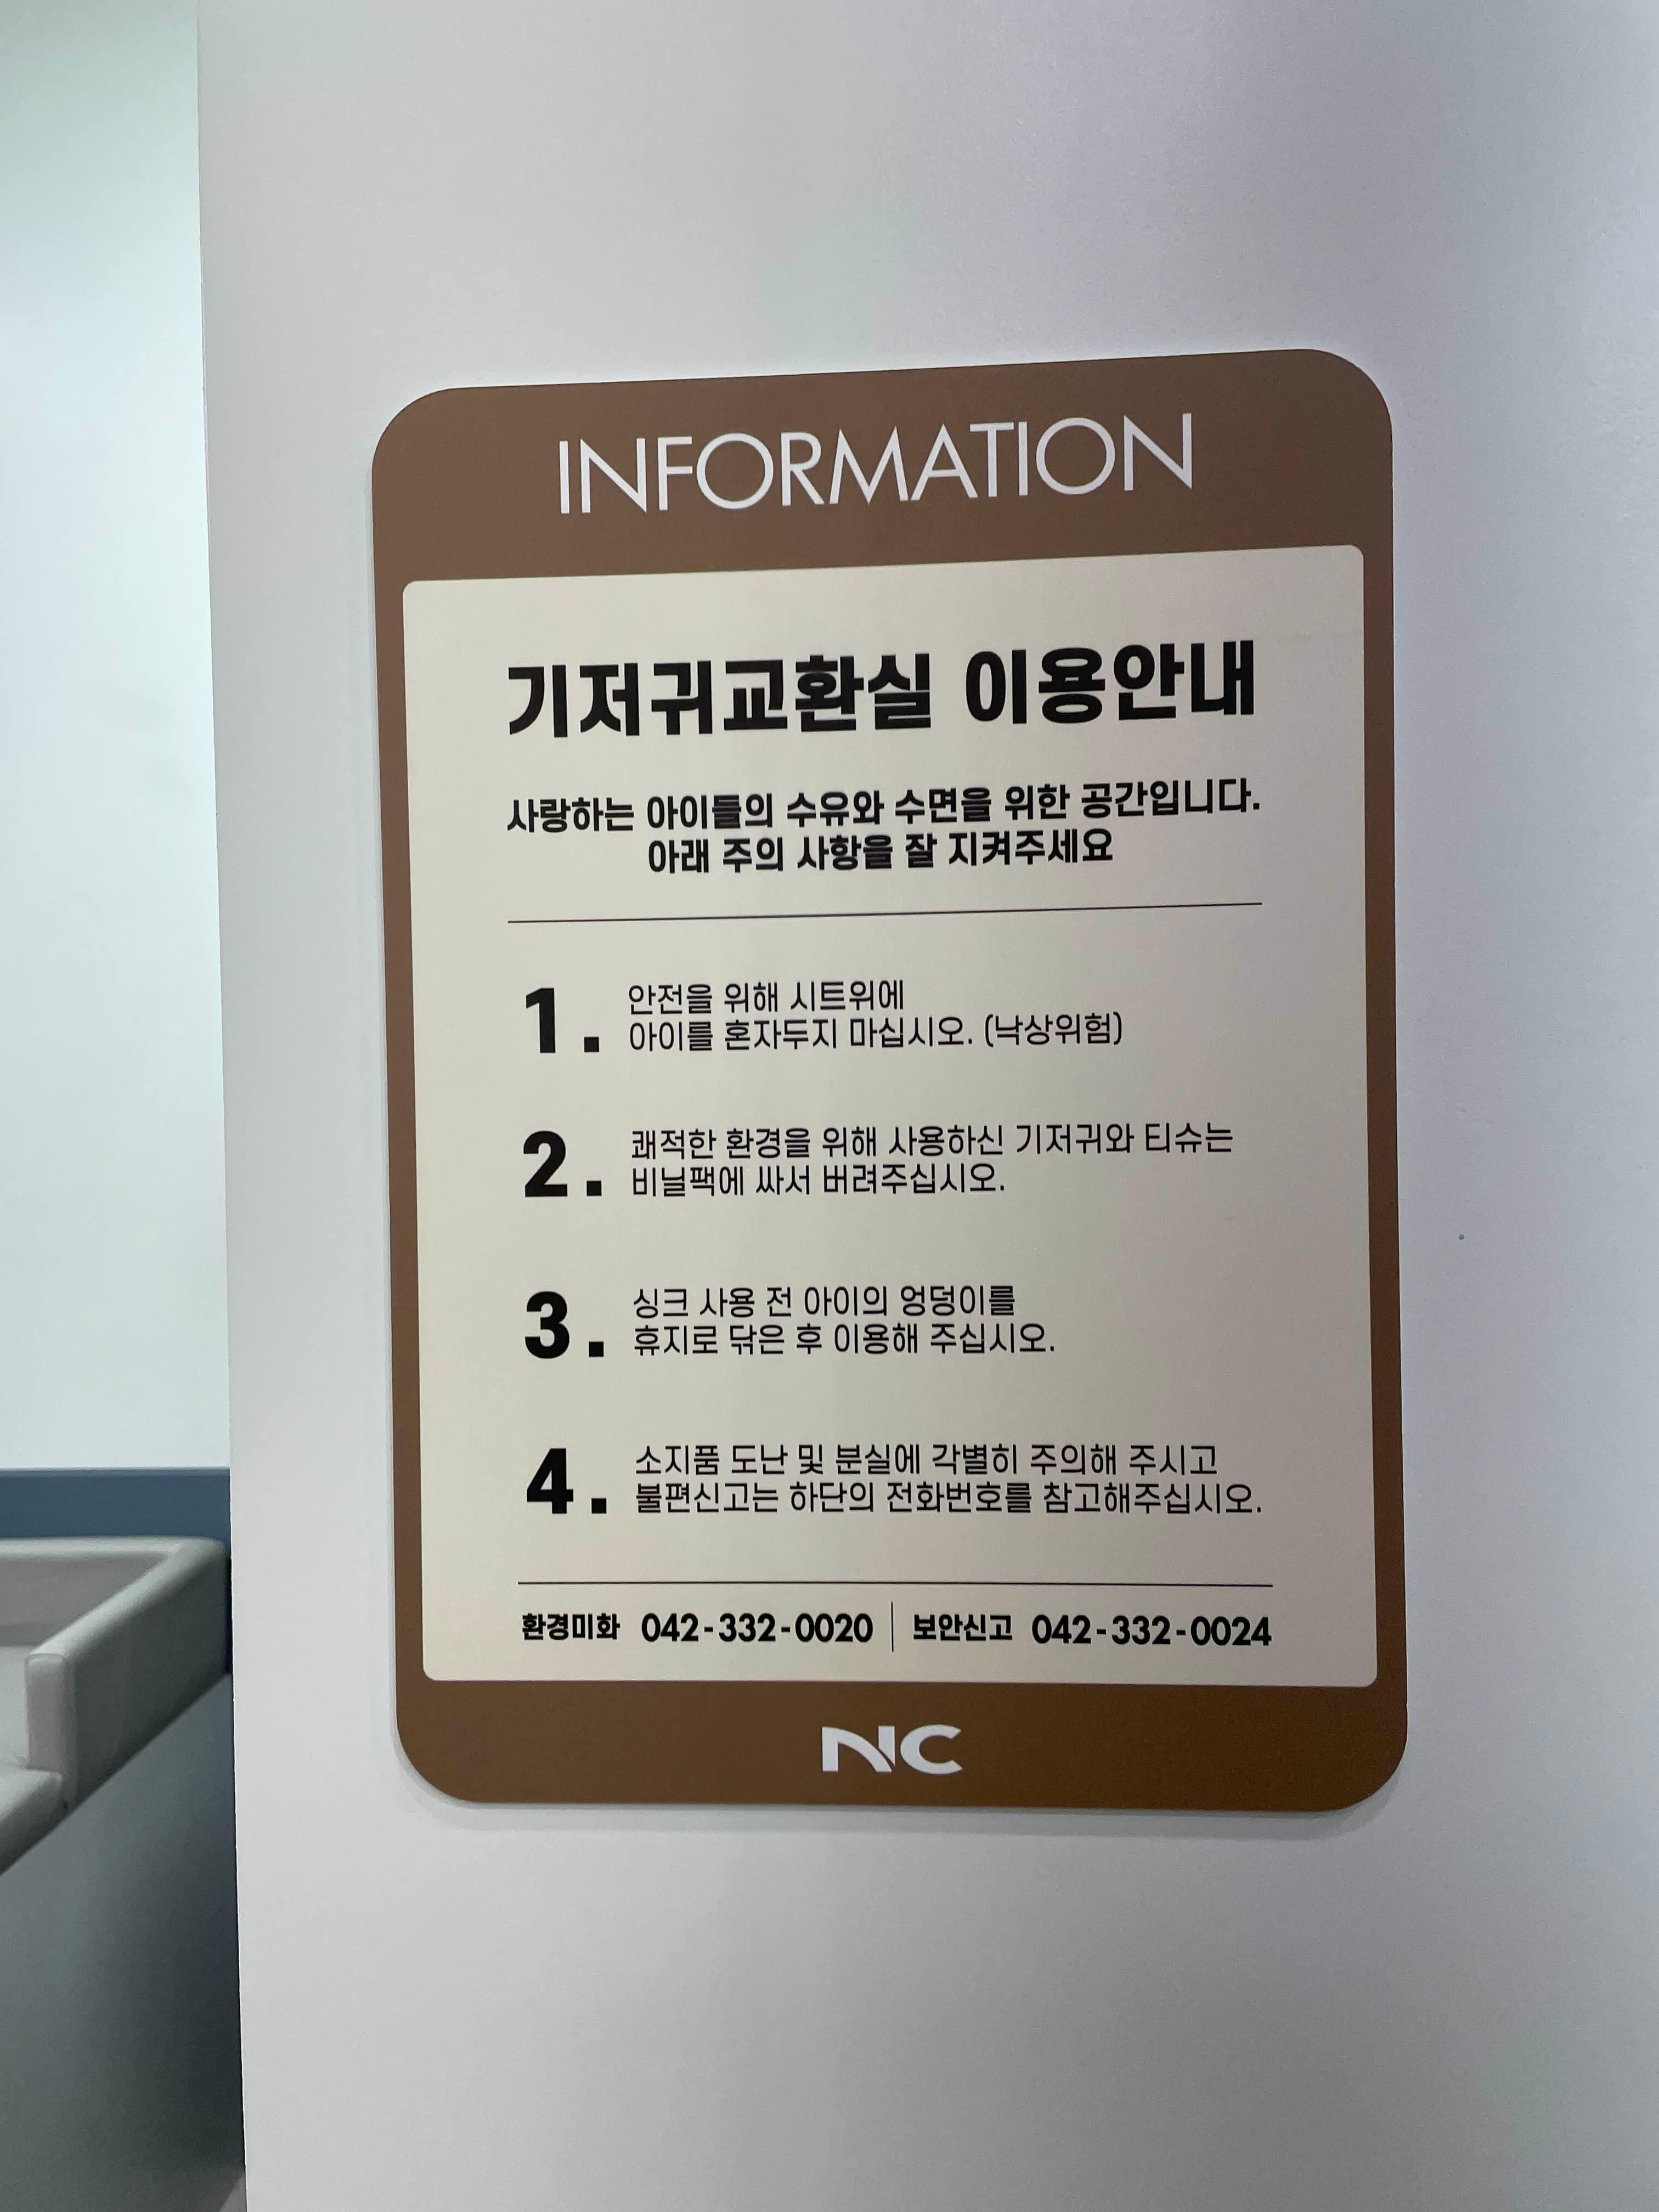 INFORMATION
기저귀교환실 이용안내
사랑하는 아이들의 수유와 수면을 위한 공간입니다.
아래 주의 사항을 잘 지켜주세요
1. 안전을 위해 시트위에
아이를 혼자두지 마십시오. (낙상위험)
2. 쾌적한 환경을 위해 사용하신 기저귀와 티슈는
비닐팩에 싸서 버려주십시오.
3. 싱크 사용 전 아이의 엉덩이를
휴지로 닦은 후 이용해 주십시오.
4. 소지품 도난 및 분실에 각별히 주의해 주시고
불편신고는 하단의 전화번호를 참고해주십시오.
환경미화 042-332-0020 | 보안신고 042-332-0024
NC